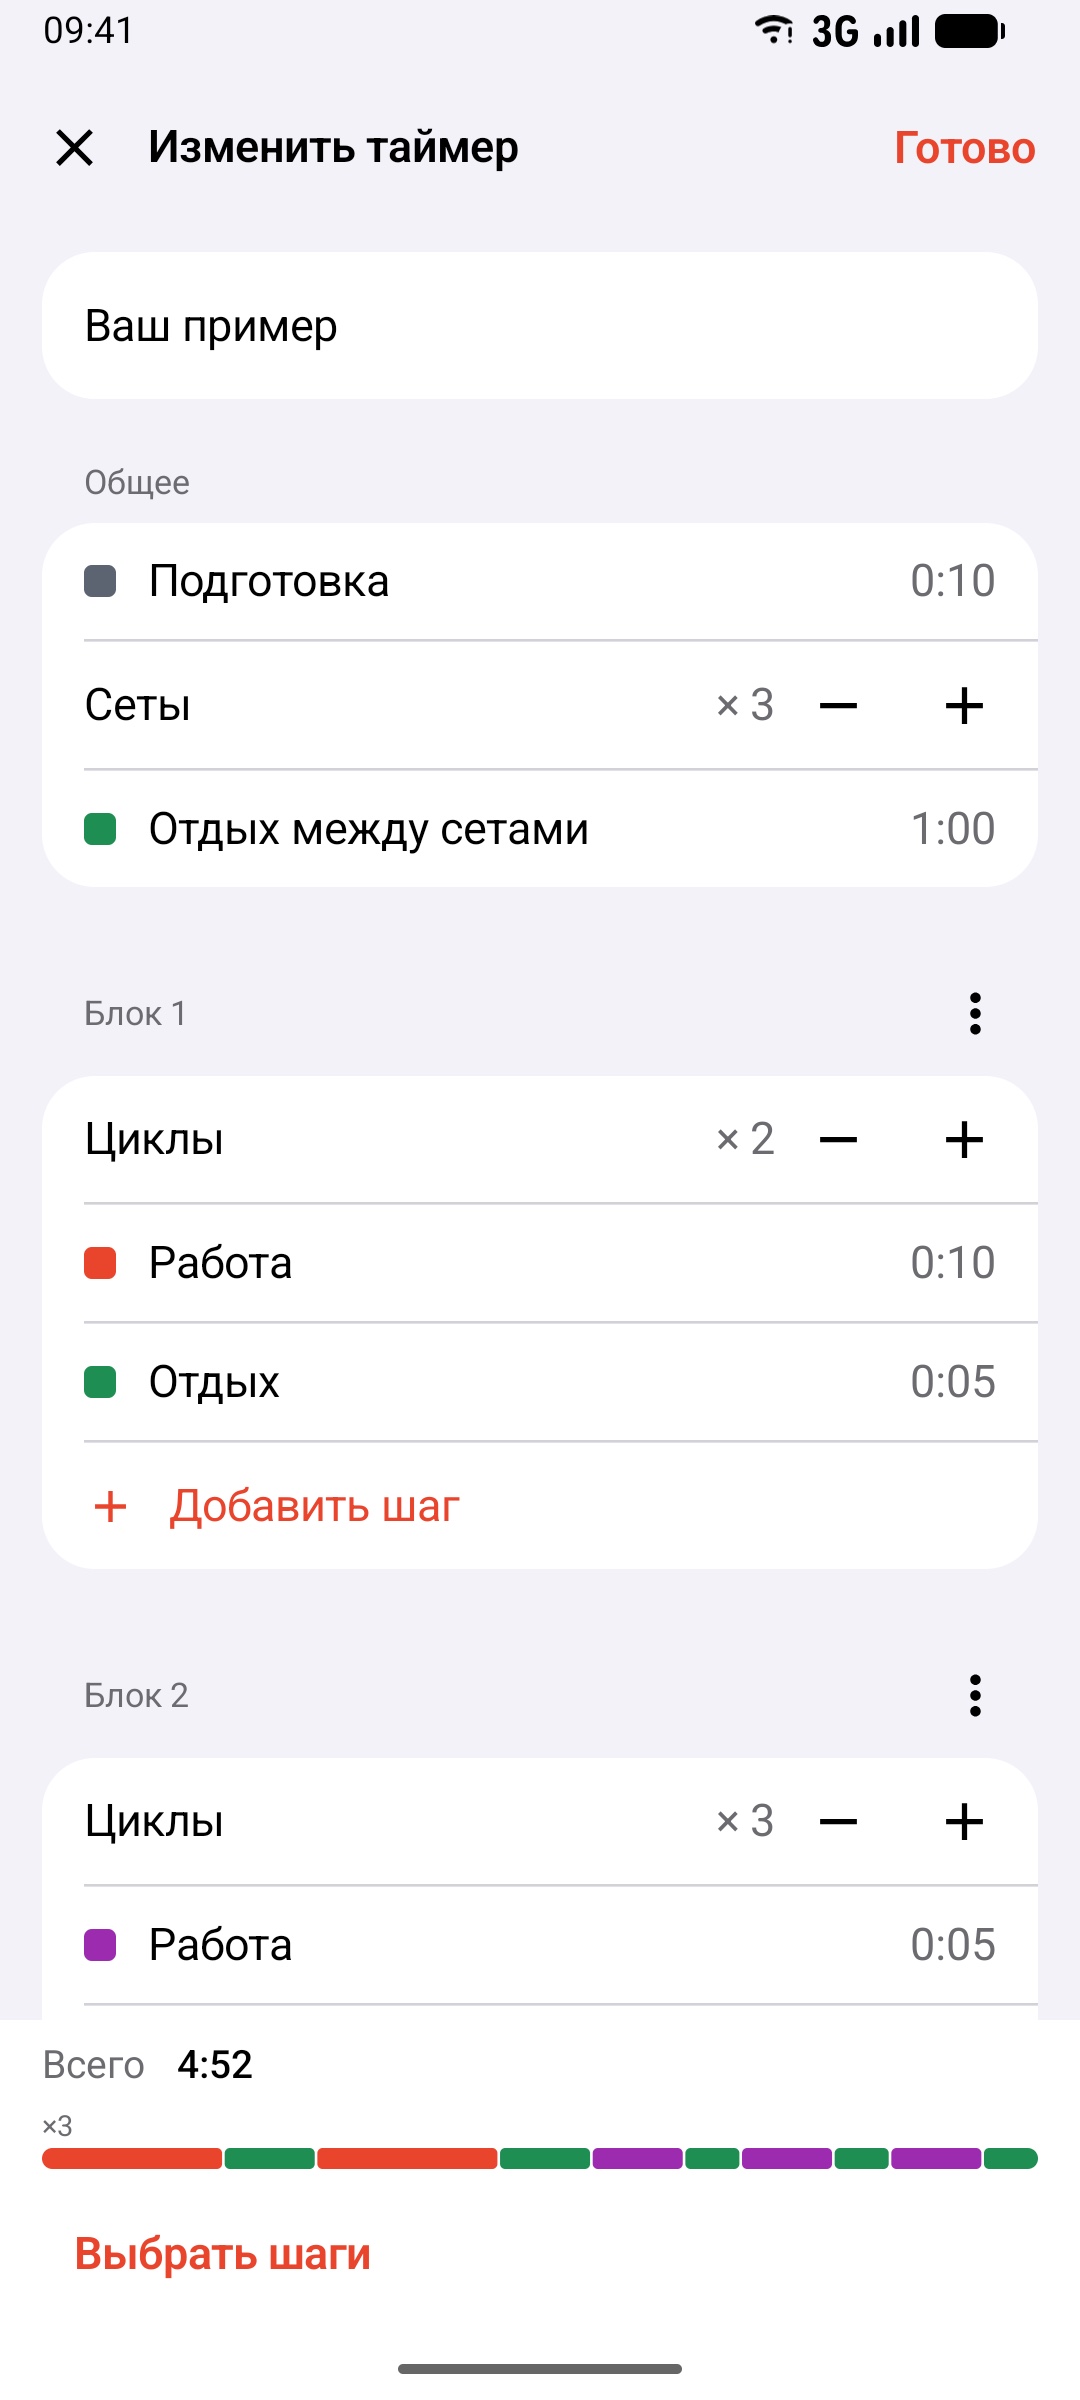 09:41
3G
Изменить таймер
Готово
Ваш пример
Общее
Подготовка 0:10
Сеты × 3
Отдых между сетами 1:00
Блок 1
Циклы × 2
Работа 0:10
Отдых 0:05
Добавить шаг
Блок 2
Циклы × 3
Работа 0:05
Всего 4:52
×3
Выбрать шаги